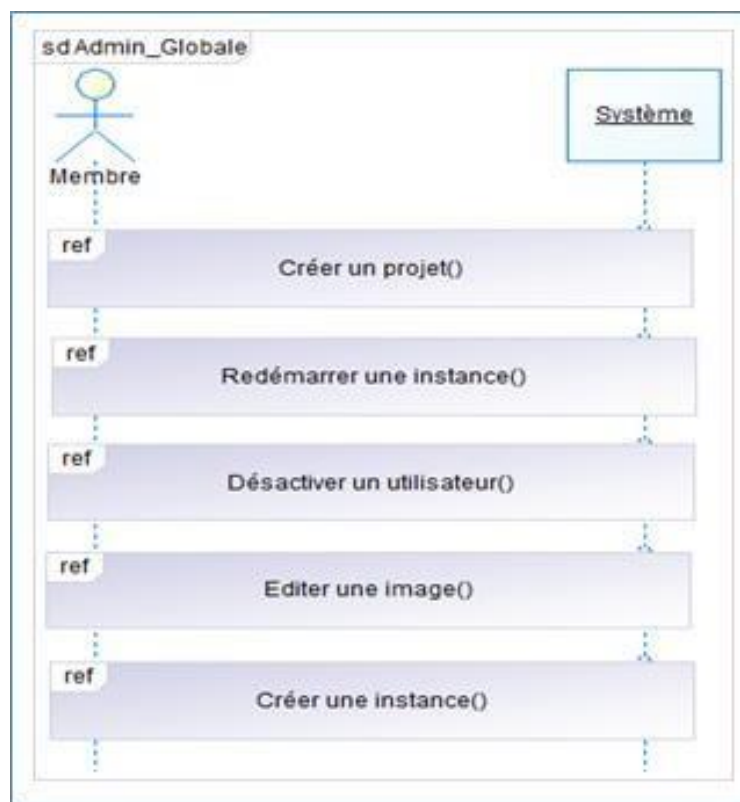 sd Admin_Globale
Système
Membre
ref
Créer un projet()
ref
Redémarrer une instance()
ref
Désactiver un utilisateur()
ref
Editer une image()
ref
Créer une instance()